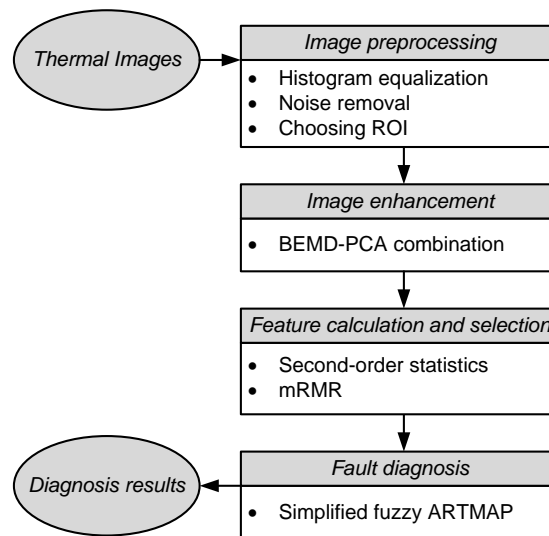 Thermal Images
Image preprocessing
• Histogram equalization
• Noise removal
• Choosing ROI
Image enhancement
• BEMD-PCA combination
Feature calculation and selection
• Second-order statistics
• mRMR
Fault diagnosis
Diagnosis results
• Simplified fuzzy ARTMAP